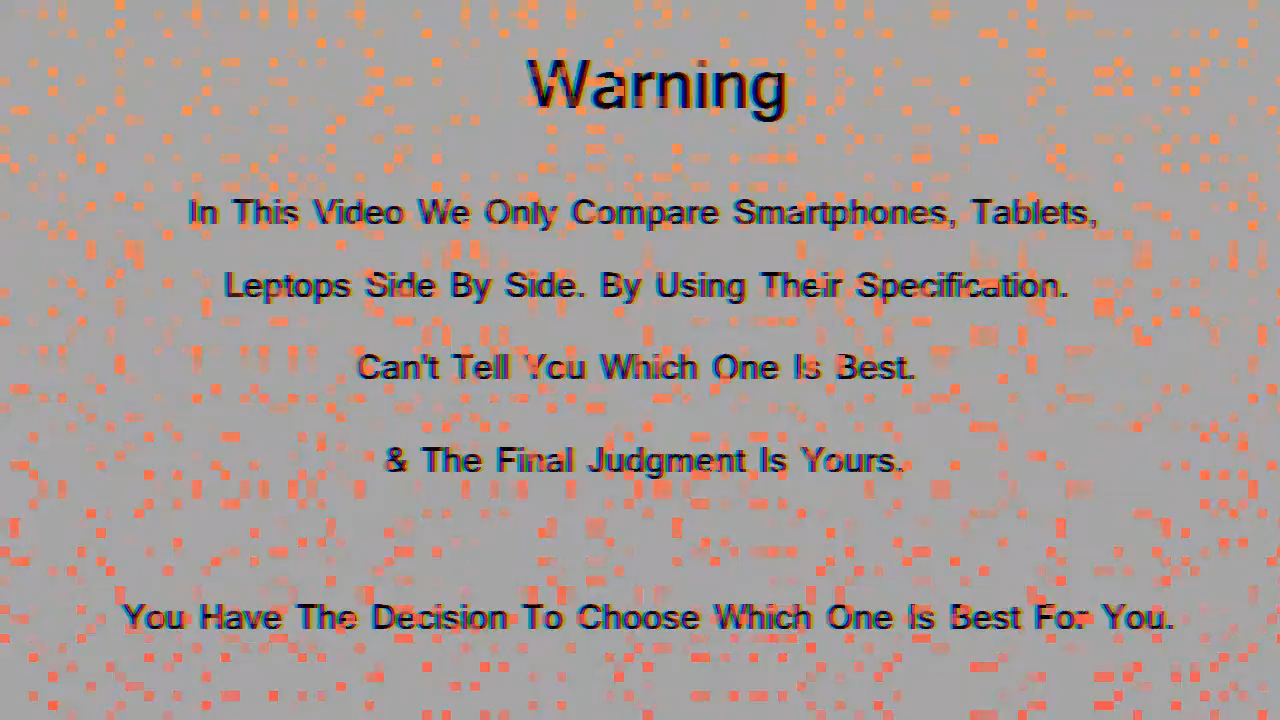 Warning
In This Video We Only Compare Smartphones, Tablets,
Leptops Side By Side. By Using Their Specification.
Can't Tell You Which One Is Best.
& The Final Judgment Is Yours.
You Have The Decision To Choose Which One Is Best For You.